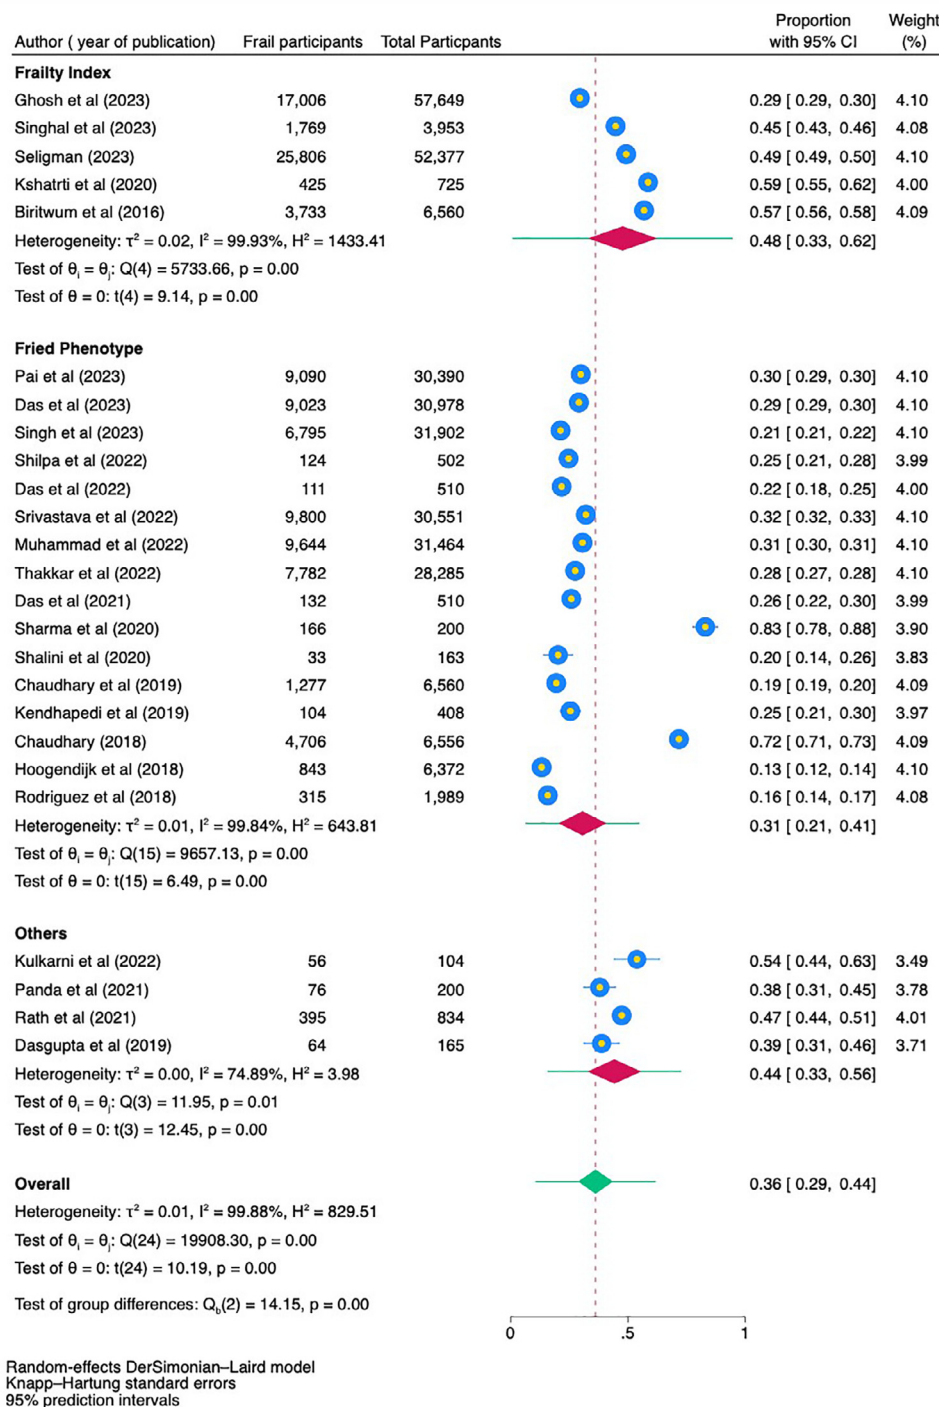 Proportion Weight
Author ( year of publication) Frail participants Total Particpants with 95% CI (%)
Frailty Index
Ghosh et al (2023) 17,006 57,649 0.29 [ 0.29, 0.30] 4.10
Singhal et al (2023) 1,769 3,953 0.45 [ 0.43, 0.46] 4.08
Seligman (2023) 25,806 52,377 0.49 [ 0.49, 0.50] 4.10
Kshatrti et al (2020) 425 725 0.59 [ 0.55, 0.62] 4.00
Biritwum et al (2016) 3,733 6,560 0.57 [ 0.56, 0.58] 4.09
Heterogeneity: τ² = 0.02, I² = 99.93%, H² = 1433.41 0.48 [ 0.33, 0.62]
Test of θᵢ = θⱼ: Q(4) = 5733.66, p = 0.00
Test of θ = 0: t(4) = 9.14, p = 0.00
Fried Phenotype
Pai et al (2023) 9,090 30,390 0.30 [ 0.29, 0.30] 4.10
Das et al (2023) 9,023 30,978 0.29 [ 0.29, 0.30] 4.10
Singh et al (2023) 6,795 31,902 0.21 [ 0.21, 0.22] 4.10
Shilpa et al (2022) 124 502 0.25 [ 0.21, 0.28] 3.99
Das et al (2022) 111 510 0.22 [ 0.18, 0.25] 4.00
Srivastava et al (2022) 9,800 30,551 0.32 [ 0.32, 0.33] 4.10
Muhammad et al (2022) 9,644 31,464 0.31 [ 0.30, 0.31] 4.10
Thakkar et al (2022) 7,782 28,285 0.28 [ 0.27, 0.28] 4.10
Das et al (2021) 132 510 0.26 [ 0.22, 0.30] 3.99
Sharma et al (2020) 166 200 0.83 [ 0.78, 0.88] 3.90
Shalini et al (2020) 33 163 0.20 [ 0.14, 0.26] 3.83
Chaudhary et al (2019) 1,277 6,560 0.19 [ 0.19, 0.20] 4.09
Kendhapedi et al (2019) 104 408 0.25 [ 0.21, 0.30] 3.97
Chaudhary (2018) 4,706 6,556 0.72 [ 0.71, 0.73] 4.09
Hoogendijk et al (2018) 843 6,372 0.13 [ 0.12, 0.14] 4.10
Rodriguez et al (2018) 315 1,989 0.16 [ 0.14, 0.17] 4.08
Heterogeneity: τ² = 0.01, I² = 99.84%, H² = 643.81 0.31 [ 0.21, 0.41]
Test of θᵢ = θⱼ: Q(15) = 9657.13, p = 0.00
Test of θ = 0: t(15) = 6.49, p = 0.00
Others
Kulkarni et al (2022) 56 104 0.54 [ 0.44, 0.63] 3.49
Panda et al (2021) 76 200 0.38 [ 0.31, 0.45] 3.78
Rath et al (2021) 395 834 0.47 [ 0.44, 0.51] 4.01
Dasgupta et al (2019) 64 165 0.39 [ 0.31, 0.46] 3.71
Heterogeneity: τ² = 0.00, I² = 74.89%, H² = 3.98 0.44 [ 0.33, 0.56]
Test of θᵢ = θⱼ: Q(3) = 11.95, p = 0.01
Test of θ = 0: t(3) = 12.45, p = 0.00
Overall 0.36 [ 0.29, 0.44]
Heterogeneity: τ² = 0.01, I² = 99.88%, H² = 829.51
Test of θᵢ = θⱼ: Q(24) = 19908.30, p = 0.00
Test of θ = 0: t(24) = 10.19, p = 0.00
Test of group differences: Q_b(2) = 14.15, p = 0.00
0 .5 1
Random-effects DerSimonian–Laird model
Knapp–Hartung standard errors
95% prediction intervals